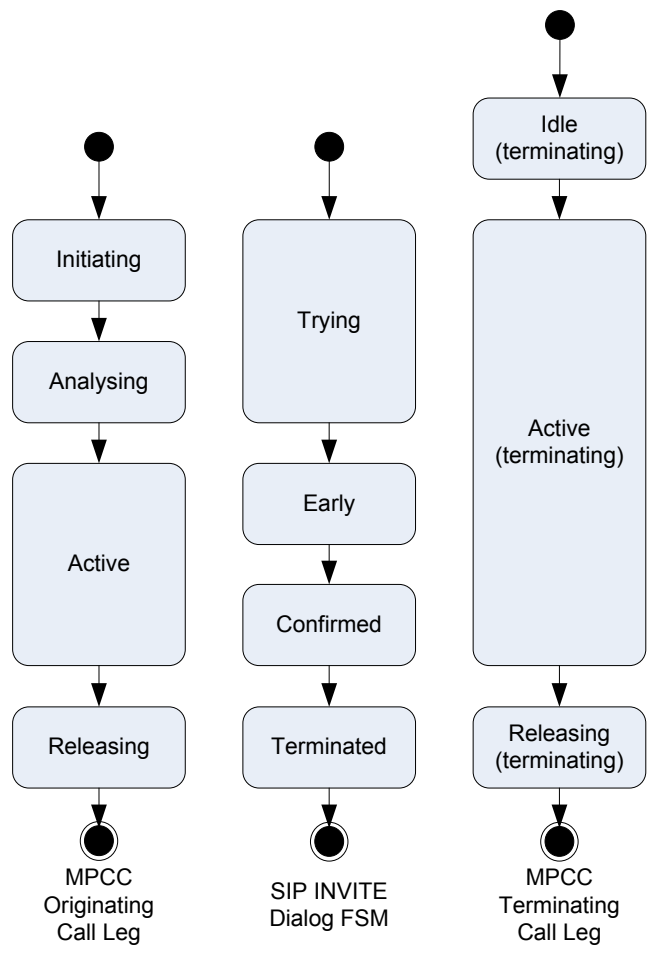 Initiating
Analysing
Active
Releasing
MPCC
Originating
Call Leg
Trying
Early
Confirmed
Terminated
SIP INVITE
Dialog FSM
Idle
(terminating)
Active
(terminating)
Releasing
(terminating)
MPCC
Terminating
Call Leg